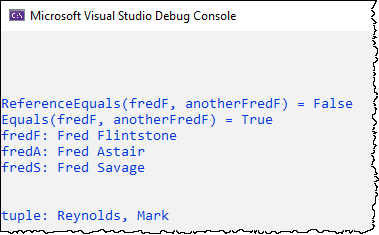 Microsoft Visual Studio Debug Console
ReferenceEquals(fredF, anotherFredF) = False
Equals(fredF, anotherFredF) = True
fredF: Fred Flintstone
fredA: Fred Astair
fredS: Fred Savage
tuple: Reynolds, Mark